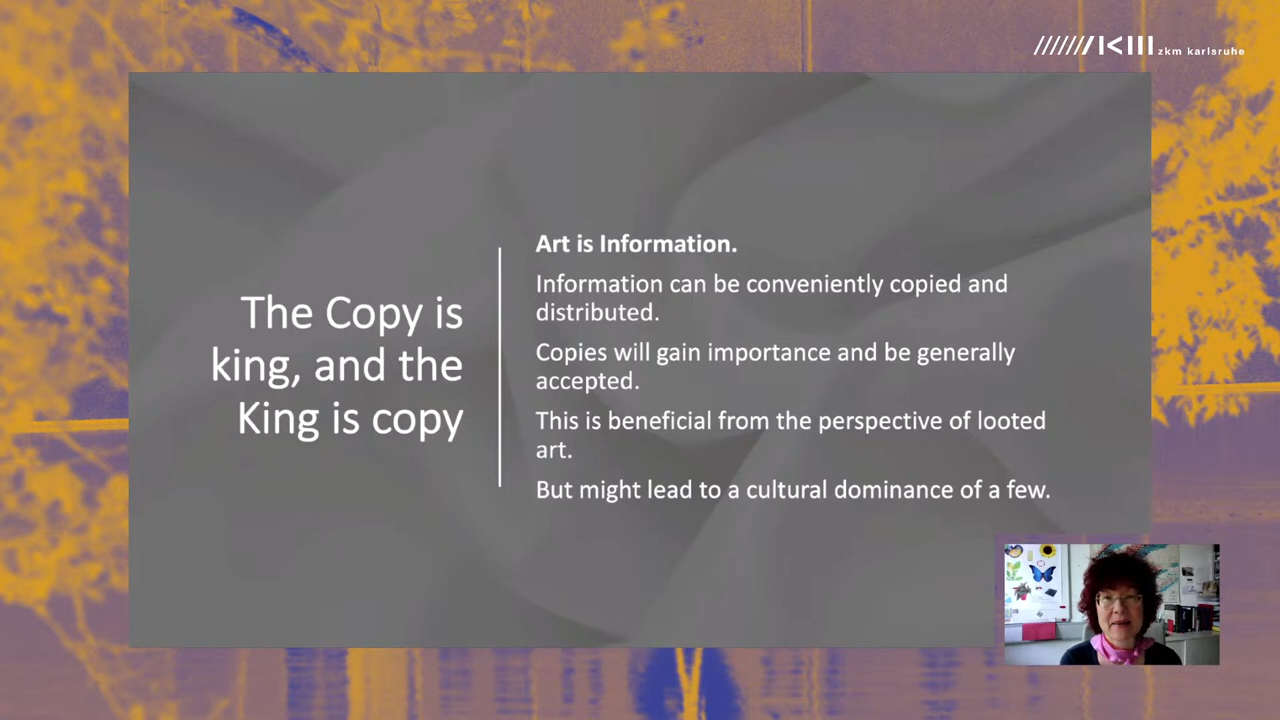 zkm karlsruhe
The Copy is
king, and the
King is copy
Art is Information.
Information can be conveniently copied and
distributed.
Copies will gain importance and be generally
accepted.
This is beneficial from the perspective of looted
art.
But might lead to a cultural dominance of a few.